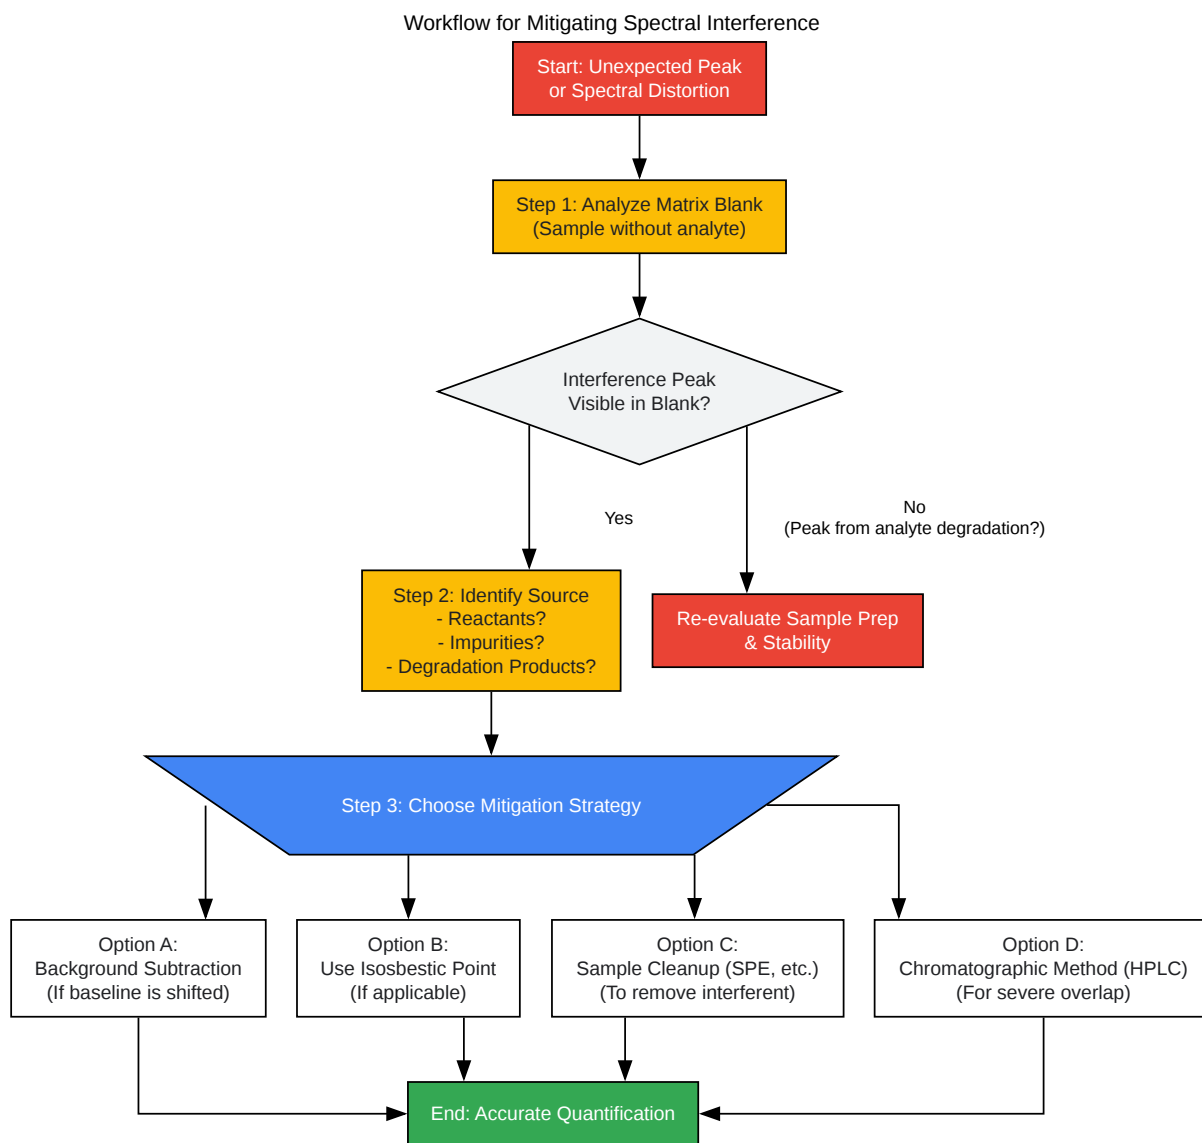 Workflow for Mitigating Spectral Interference
Start: Unexpected Peak
or Spectral Distortion
Step 1: Analyze Matrix Blank
(Sample without analyte)
Interference Peak
Visible in Blank?
Yes
No
(Peak from analyte degradation?)
Step 2: Identify Source
- Reactants?
- Impurities?
- Degradation Products?
Re-evaluate Sample Prep
& Stability
Step 3: Choose Mitigation Strategy
Option A:
Background Subtraction
(If baseline is shifted)
Option B:
Use Isosbestic Point
(If applicable)
Option C:
Sample Cleanup (SPE, etc.)
(To remove interferent)
Option D:
Chromatographic Method (HPLC)
(For severe overlap)
End: Accurate Quantification